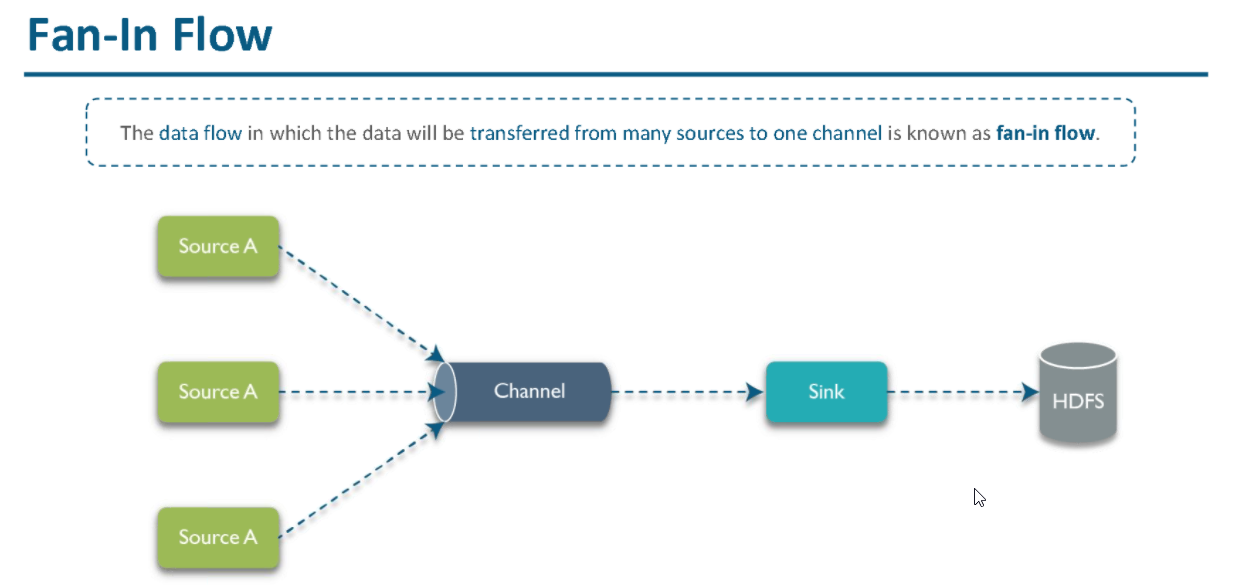 Fan-In Flow
The data flow in which the data will be transferred from many sources to one channel is known as fan-in flow.
Source A
Source A
Channel
Sink
HDFS
Source A